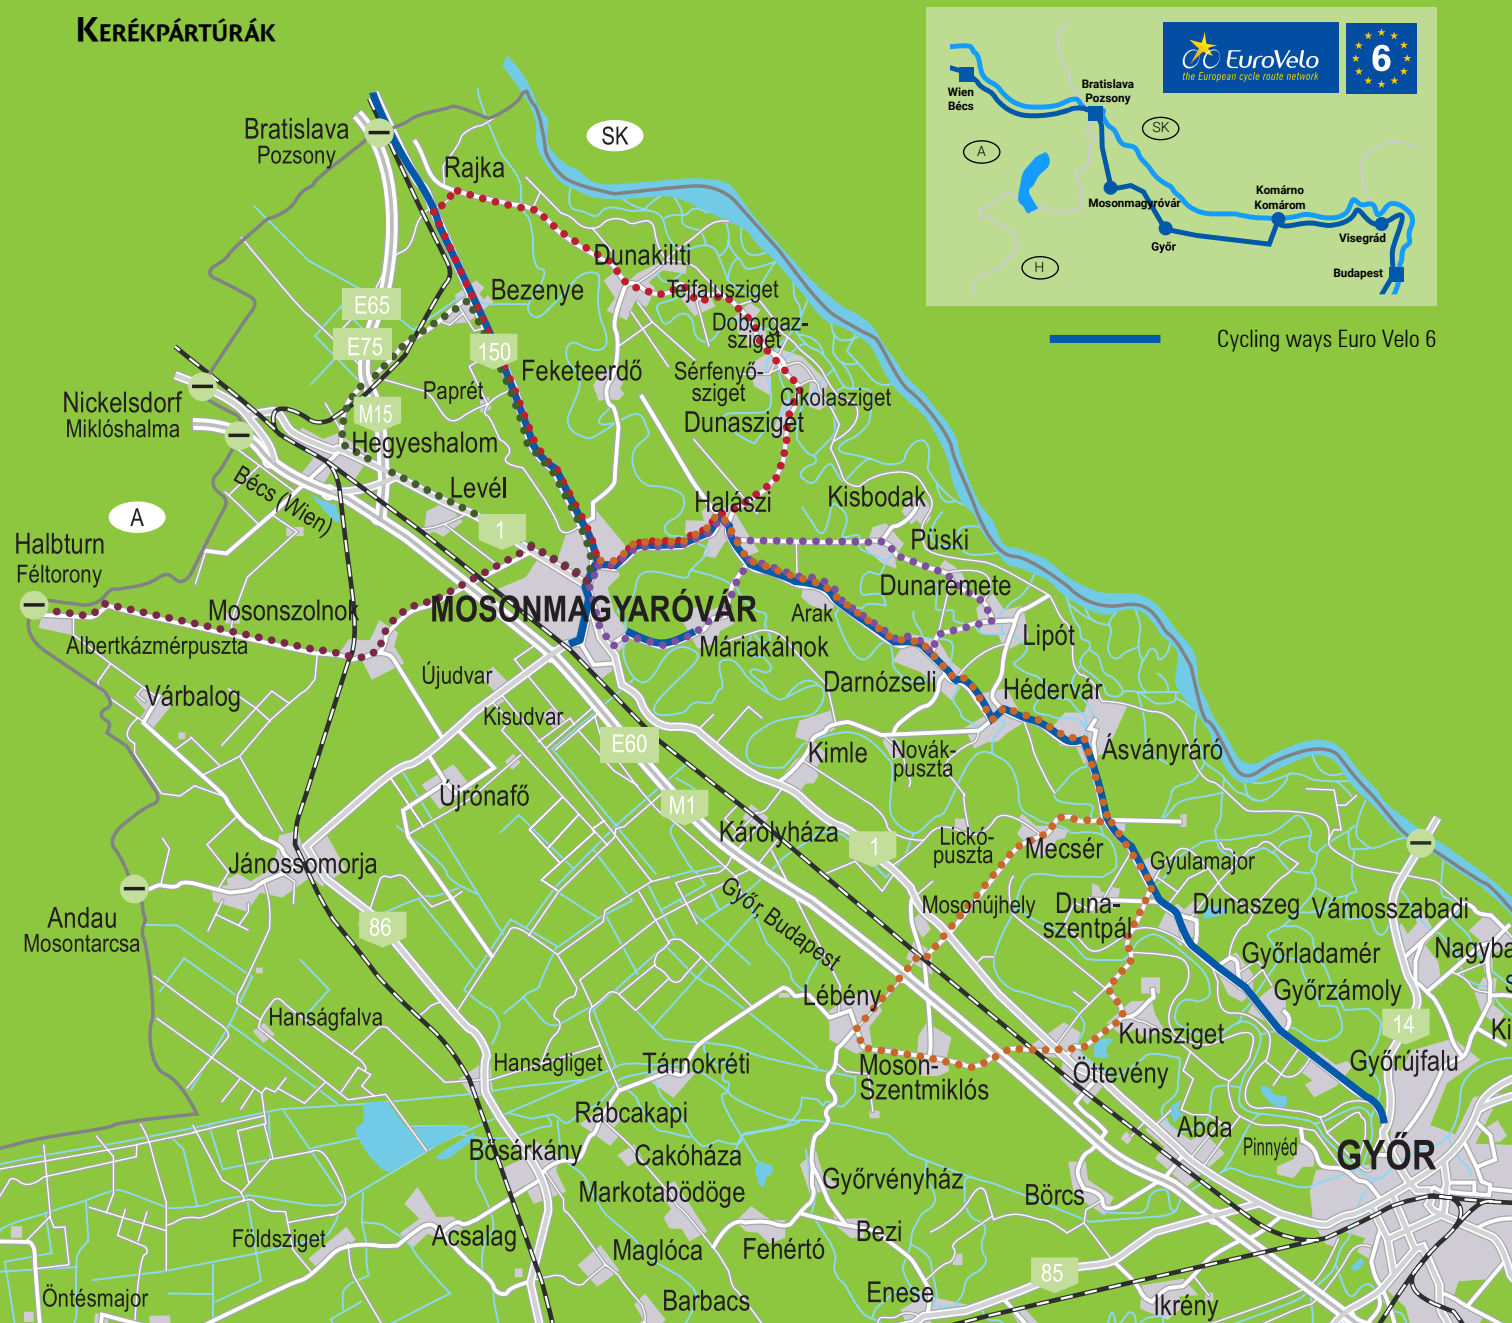 KERÉKPÁRTÚRÁK
EuroVelo
the European cycle route network
6
Wien
Bécs
Bratislava
Pozsony
SK
A
H
Mosonmagyróvár
Győr
Komárno
Komárom
Visegrád
Budapest
Cycling ways Euro Velo 6
Bratislava
Pozsony
SK
Rajka
Dunakiliti
Bezenye
Tejfalusziget
E65
Doborgaz-
sziget
E75
150
Feketeerdő
Sérfenyő-
sziget
Paprét
Cikolasziget
Nickelsdorf
Miklóshalma
M15
Dunasziget
Hegyeshalom
Bécs (Wien)
Levél
Halászi
Kisbodak
A
1
Püski
Halbturn
Féltorony
Dunaremete
Mosonszolnok
MOSONMAGYARÓVÁR
Arak
Lipót
Albertkázmérpuszta
Máriakálnok
Újudvar
Darnózseli
Hédervár
Várbalog
Kisudvar
E60
Kimle
Novák-
puszta
Ásványráró
Újrónafő
M1
Károlyháza
1
Lickó-
puszta
Mecsér
Jánossomorja
Gyulamajor
Győr, Budapest
Mosonújhely
Duna-
szentpál
Dunaszeg
Vámosszabadi
Andau
Mosontarcsa
86
Győrladamér
Nagyba
Lébény
Győrzámoly
S
Hanságfalva
14
Ki
Kunsziget
Hanságliget
Tárnokréti
Moson-
Szentmiklós
Öttevény
Győrújfalu
Rábcakapi
Abda
Pinnyéd
GYŐR
Bősárkány
Cakóháza
Markotabödöge
Győrvényház
Börcs
Földsziget
Acsalag
Maglóca
Fehértó
Bezi
85
Öntésmajor
Barbacs
Enese
Ikrény